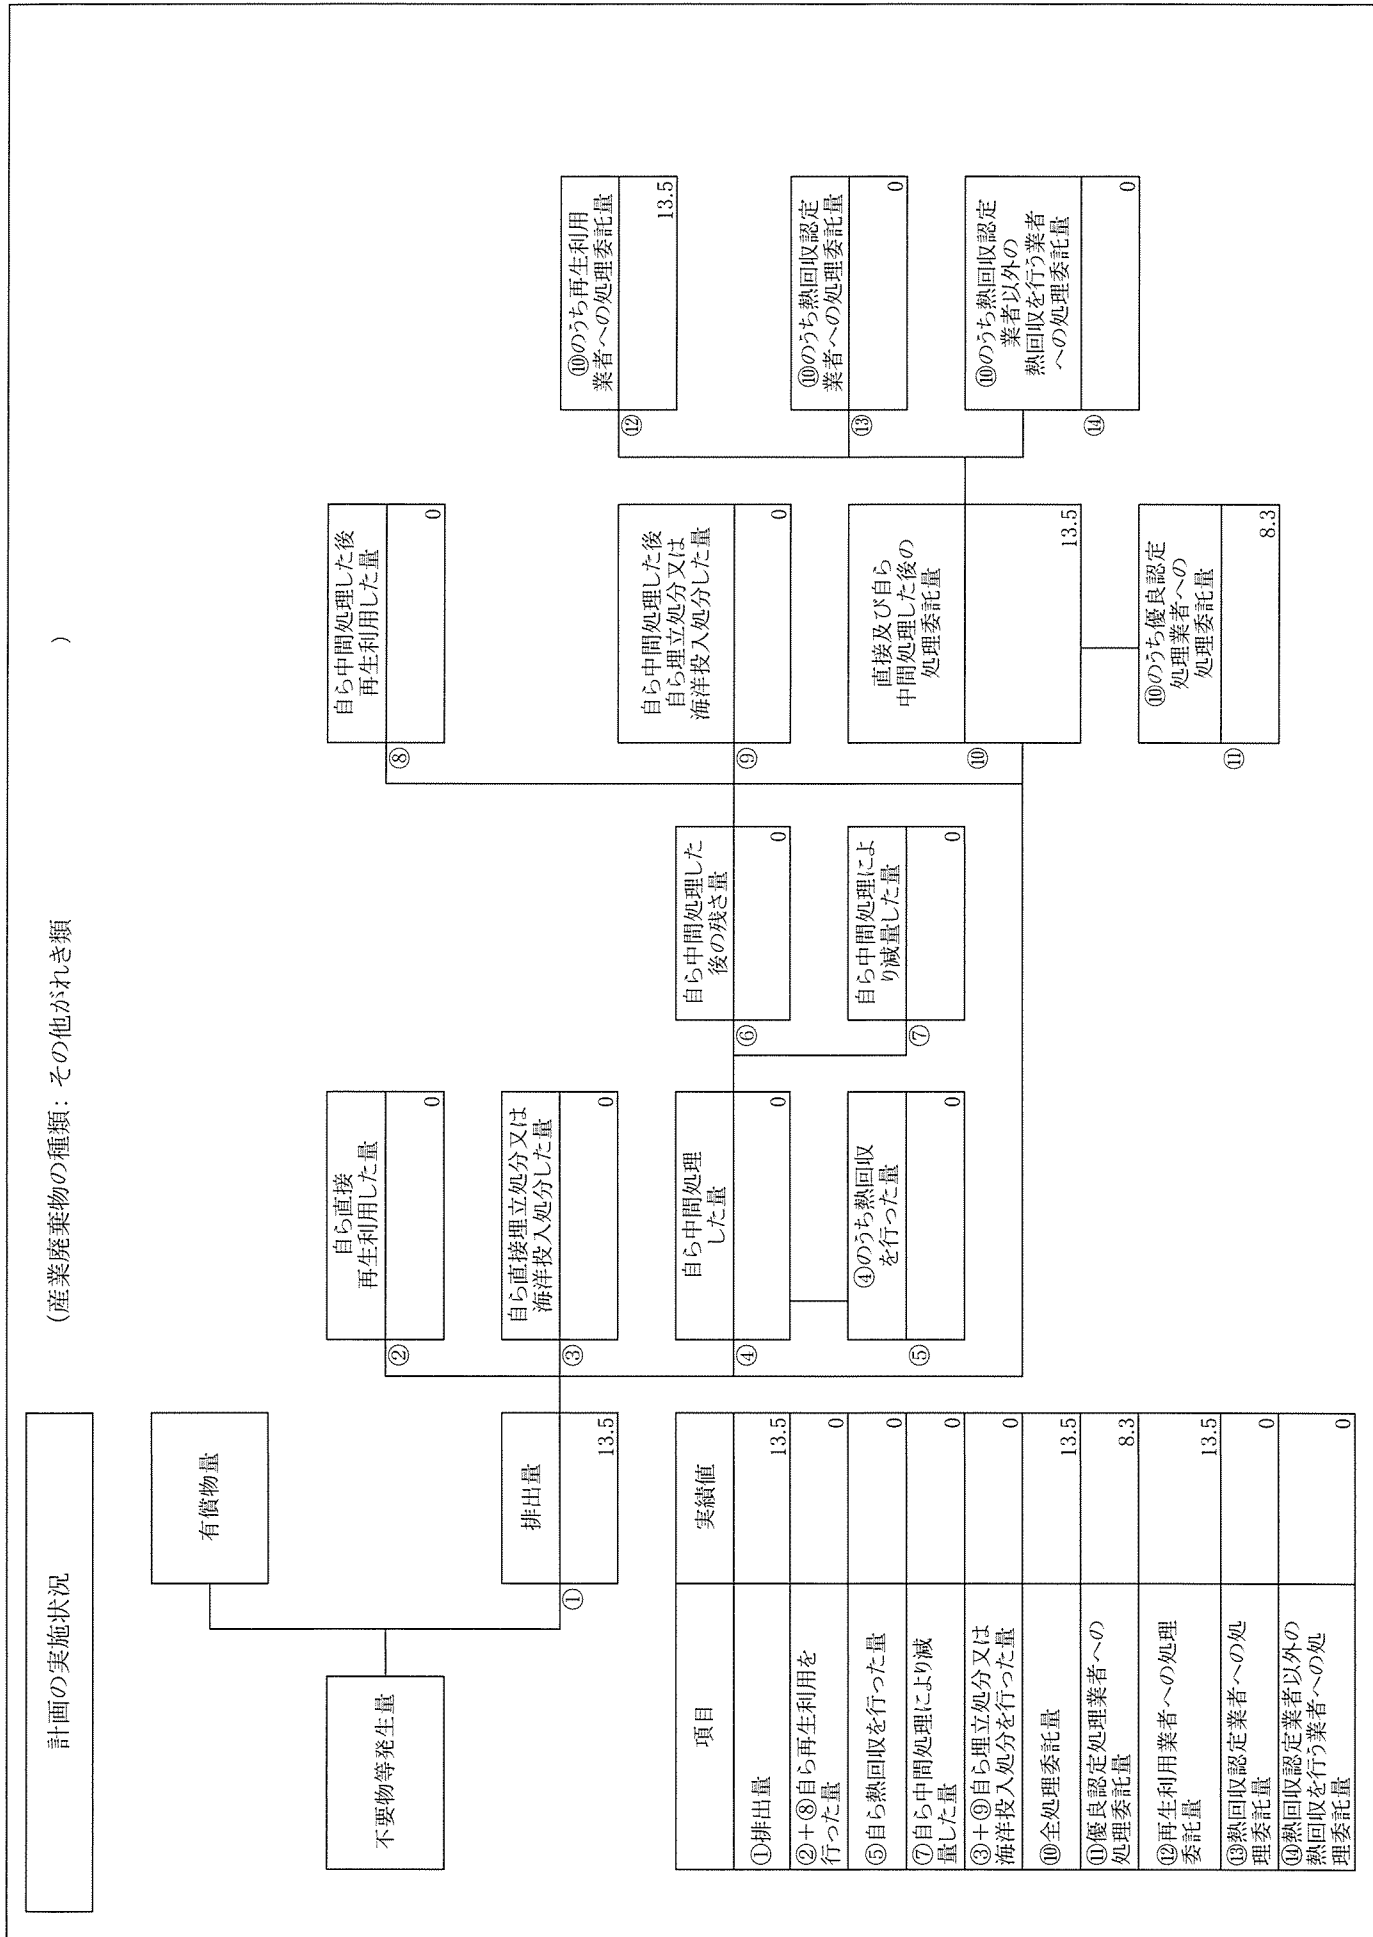 計画の実施状況
(産業廃棄物の種類: その他がれき類 )
不要物等発生量
有償物量
排出量
① 13.5
自ら直接
再生利用した量
② 0
自ら直接埋立処分又は
海洋投入処分した量
③ 0
自ら中間処理
した量
④ 0
④のうち熱回収
を行った量
⑤ 0
自ら中間処理した
後の残さ量
⑥ 0
自ら中間処理によ
り減量した量
⑦ 0
自ら中間処理した後
再生利用した量
⑧ 0
自ら中間処理した後
自ら埋立処分又は
海洋投入処分した量
⑨ 0
直接及び自ら
中間処理した後の
処理委託量
⑩ 13.5
⑩のうち優良認定
処理業者への
処理委託量
⑪ 8.3
⑩のうち再生利用
業者への処理委託量
⑫ 13.5
⑩のうち熱回収認定
業者への処理委託量
⑬ 0
⑩のうち熱回収認定
業者以外の
熱回収を行う業者
への処理委託量
⑭ 0
項目 実績値
①排出量 13.5
②+⑧自ら再生利用を
行った量 0
⑤自ら熱回収を行った量 0
⑦自ら中間処理により減
量した量 0
③+⑨自ら埋立処分又は
海洋投入処分を行った量 0
⑩全処理委託量 13.5
⑪優良認定処理業者への
処理委託量 8.3
⑫再生利用業者への処理
委託量 13.5
⑬熱回収認定業者への処
理委託量 0
⑭熱回収認定業者以外の
熱回収を行う業者への処
理委託量 0